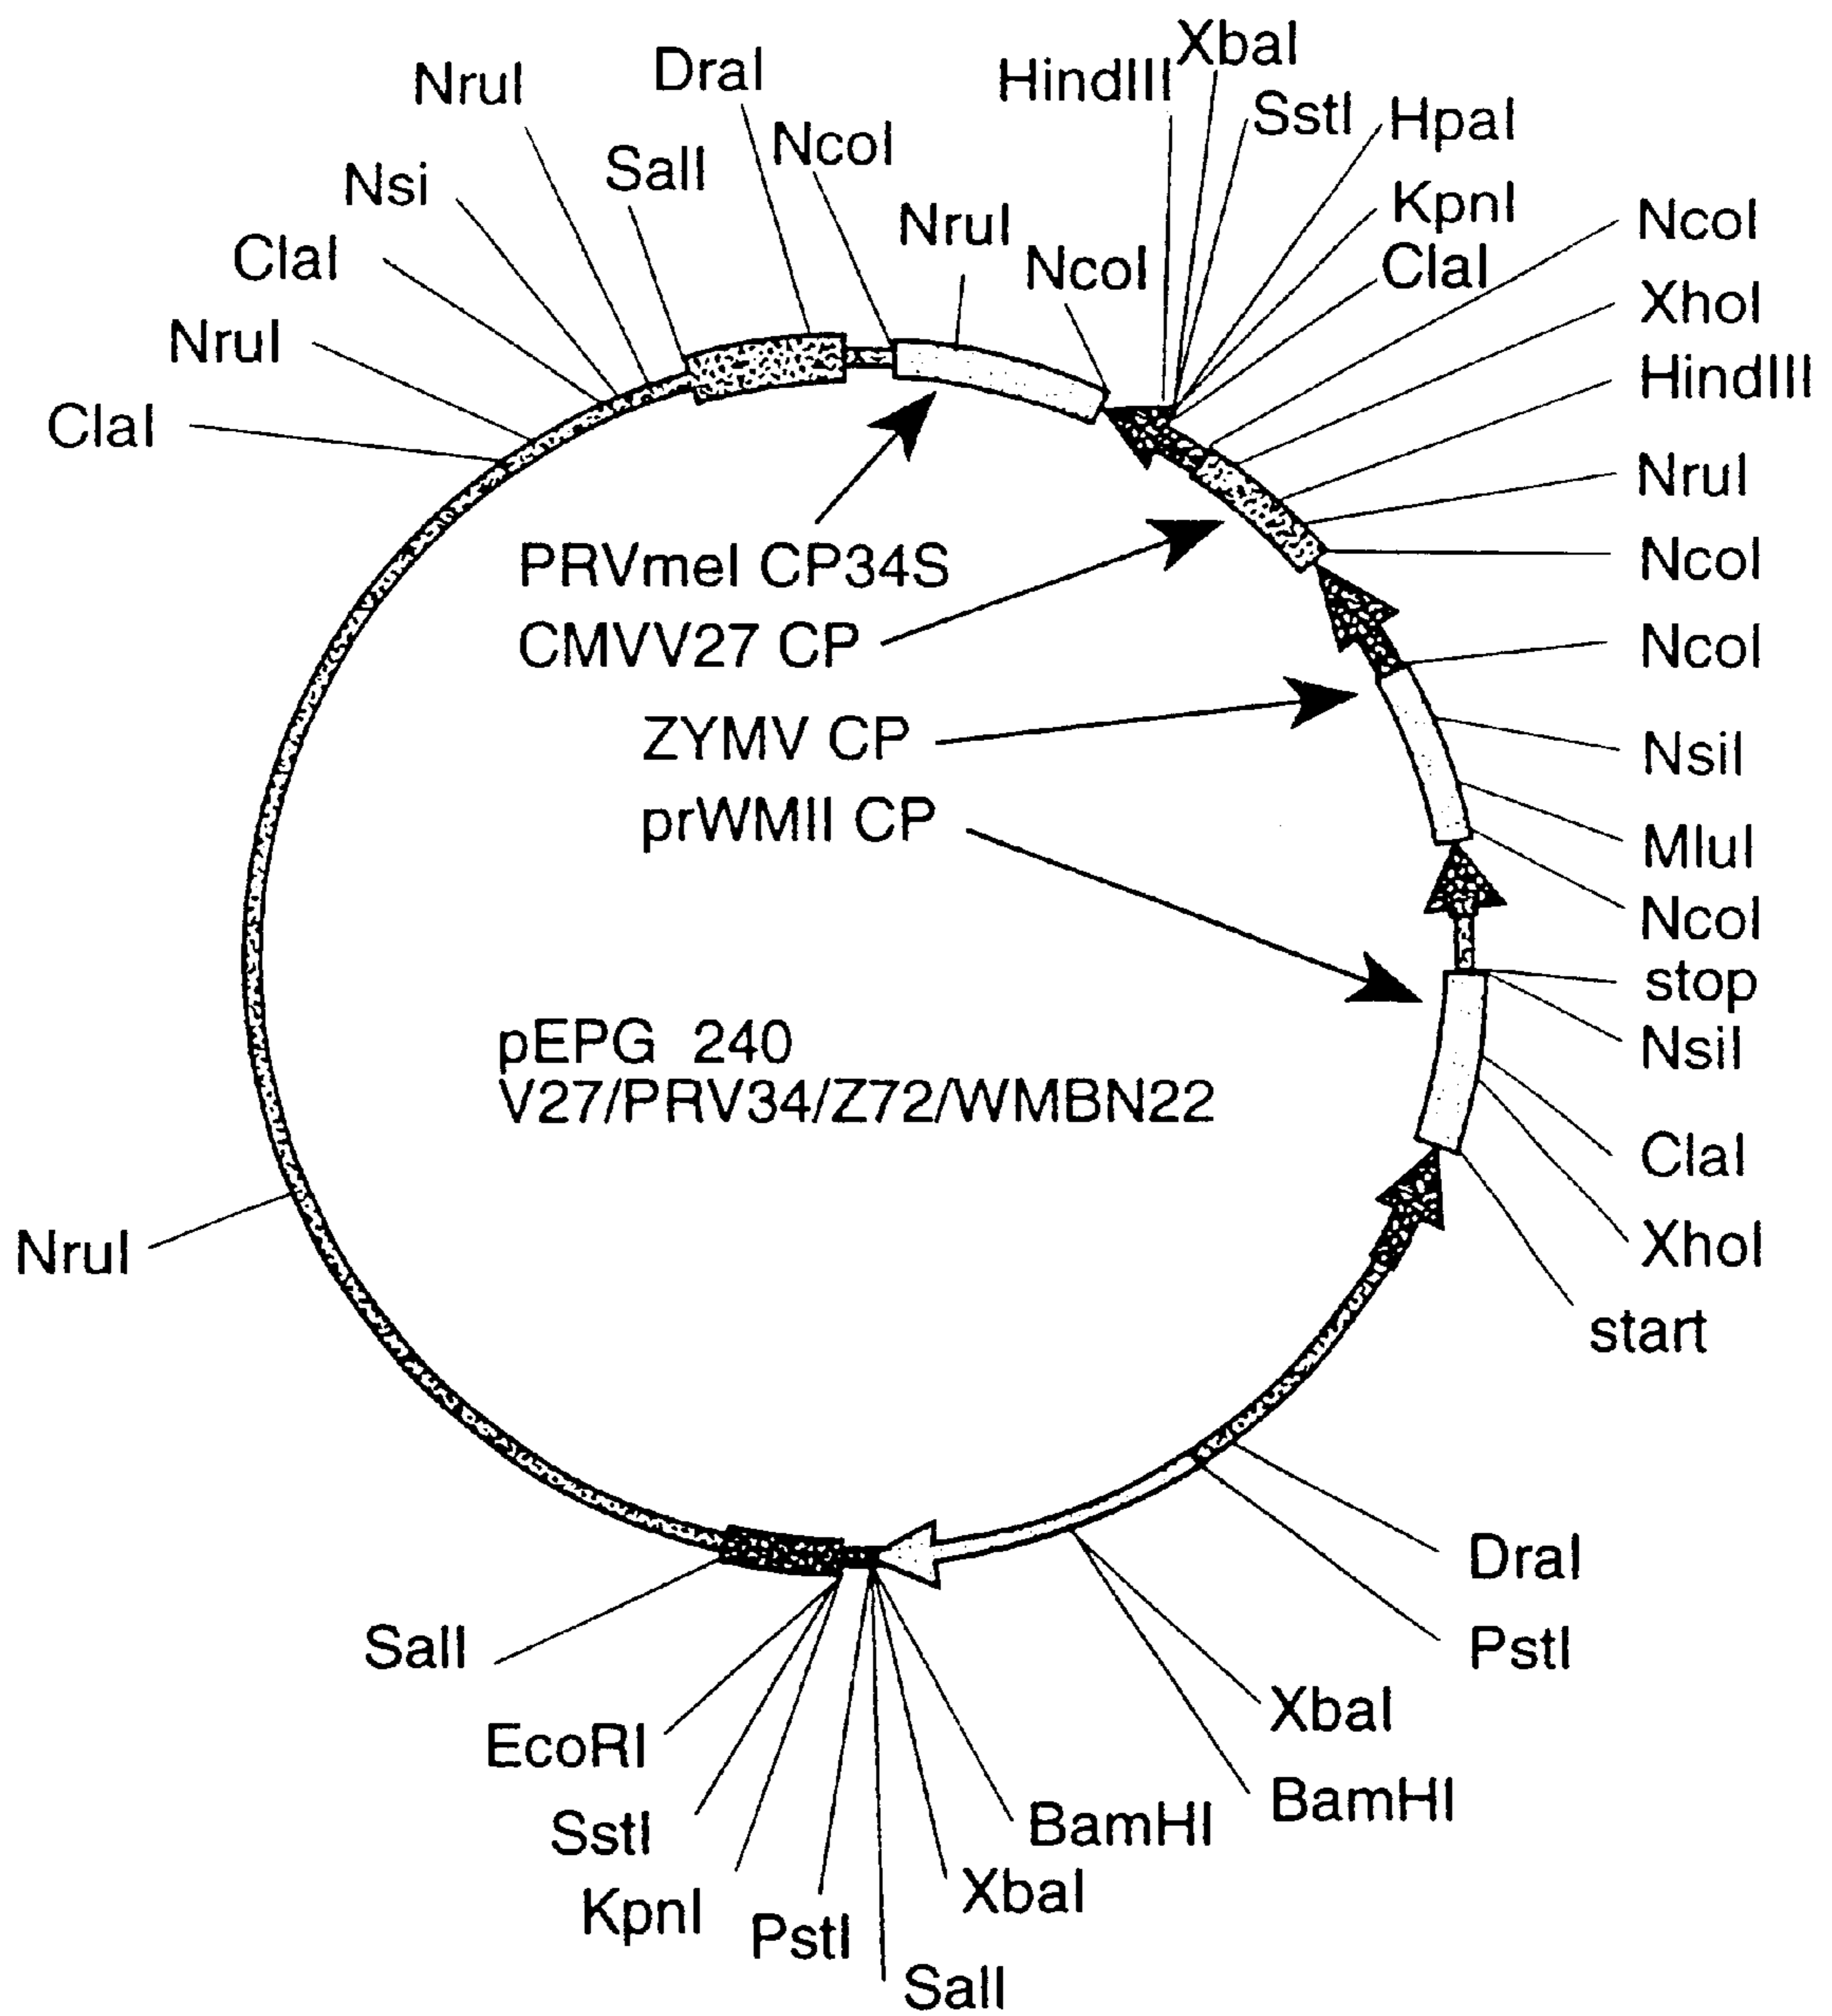 XbaI
HindIII
DraI
NruI
SstI
HpaI
NcoI
SalI
Nsi
KpnI
NcoI
NruI
ClaI
NcoI
ClaI
XhoI
NruI
HindIII
ClaI
NruI
PRVmel CP34S
NcoI
CMVV27 CP
NcoI
ZYMV CP
NsiI
prWMII CP
MluI
NcoI
stop
pEPG 240
NsiI
V27/PRV34/Z72/WMBN22
ClaI
NruI
XhoI
start
DraI
SalI
PstI
XbaI
EcoRI
BamHI
SstI
BamHI
XbaI
KpnI
PstI
SalI